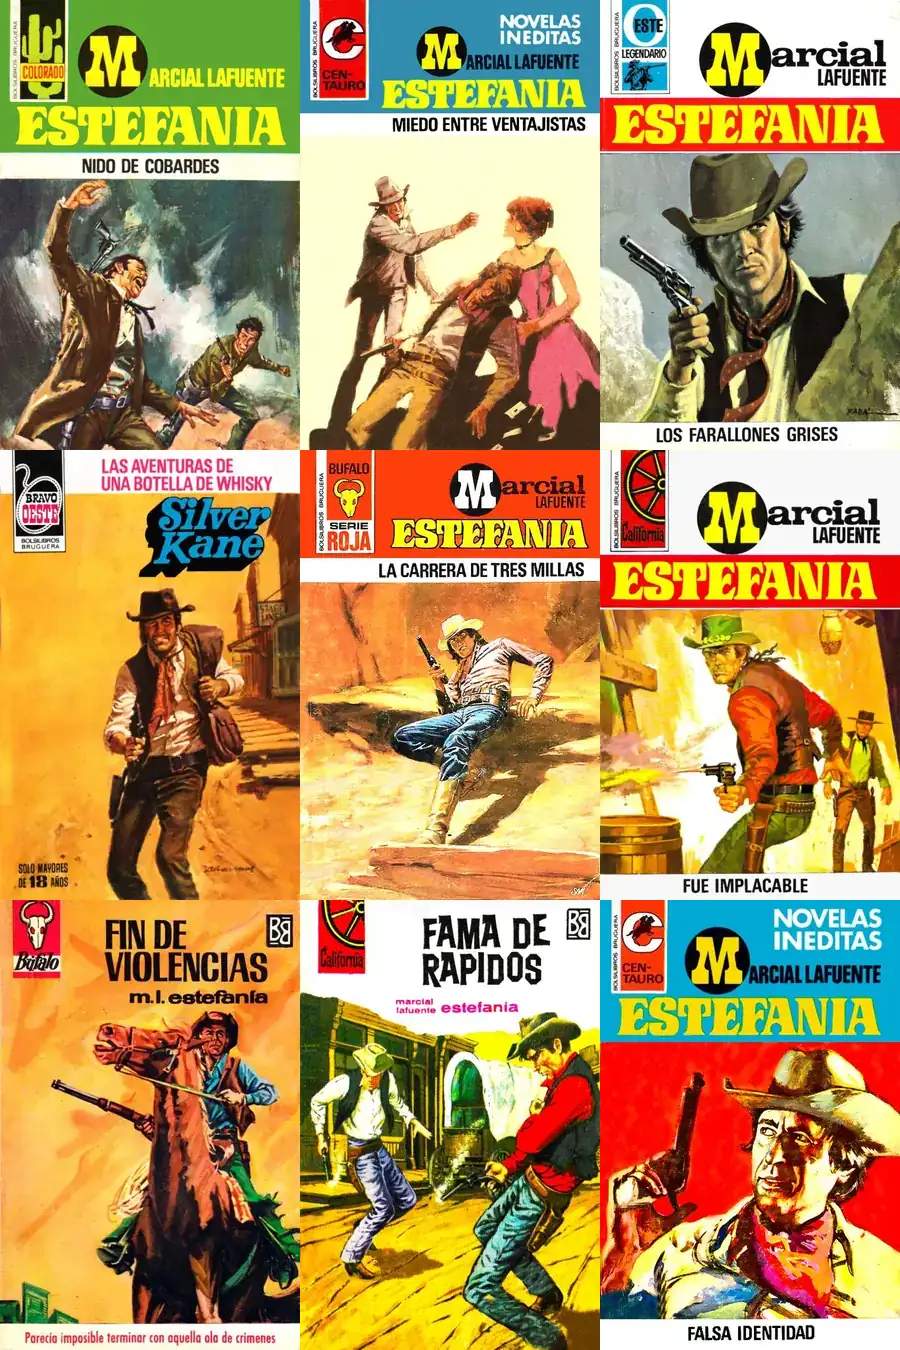 BOLSILIBROS BRUGUERA
COLORADO
MARCIAL LAFUENTE
ESTEFANIA
NIDO DE COBARDES
BOLSILIBROS BRUGUERA
CEN-
TAURO
NOVELAS
INEDITAS
MARCIAL LAFUENTE
ESTEFANIA
MIEDO ENTRE VENTAJISTAS
BOLSILIBROS BRUGUERA
OESTE
LEGENDARIO
Marcial
LAFUENTE
ESTEFANIA
LOS FARALLONES GRISES
BRAVO
OESTE
BOLSILIBROS
BRUGUERA
LAS AVENTURAS DE
UNA BOTELLA DE WHISKY
Silver
Kane
SOLO MAYORES
DE 18 AÑOS
BUFALO
SERIE
ROJA
BOLSILIBROS BRUGUERA
Marcial
LAFUENTE
ESTEFANIA
LA CARRERA DE TRES MILLAS
BOLSILIBROS BRUGUERA
California
Marcial
LAFUENTE
ESTEFANIA
FUE IMPLACABLE
Búfalo
FIN DE
VIOLENCIAS
m.l. estefanía
BB
Parecía imposible terminar con aquella ola de crímenes
California
FAMA DE
RAPIDOS
marcial
lafuente estefanía
BB
BOLSILIBROS BRUGUERA
CEN-
TAURO
NOVELAS
INEDITAS
MARCIAL LAFUENTE
ESTEFANIA
FALSA IDENTIDAD